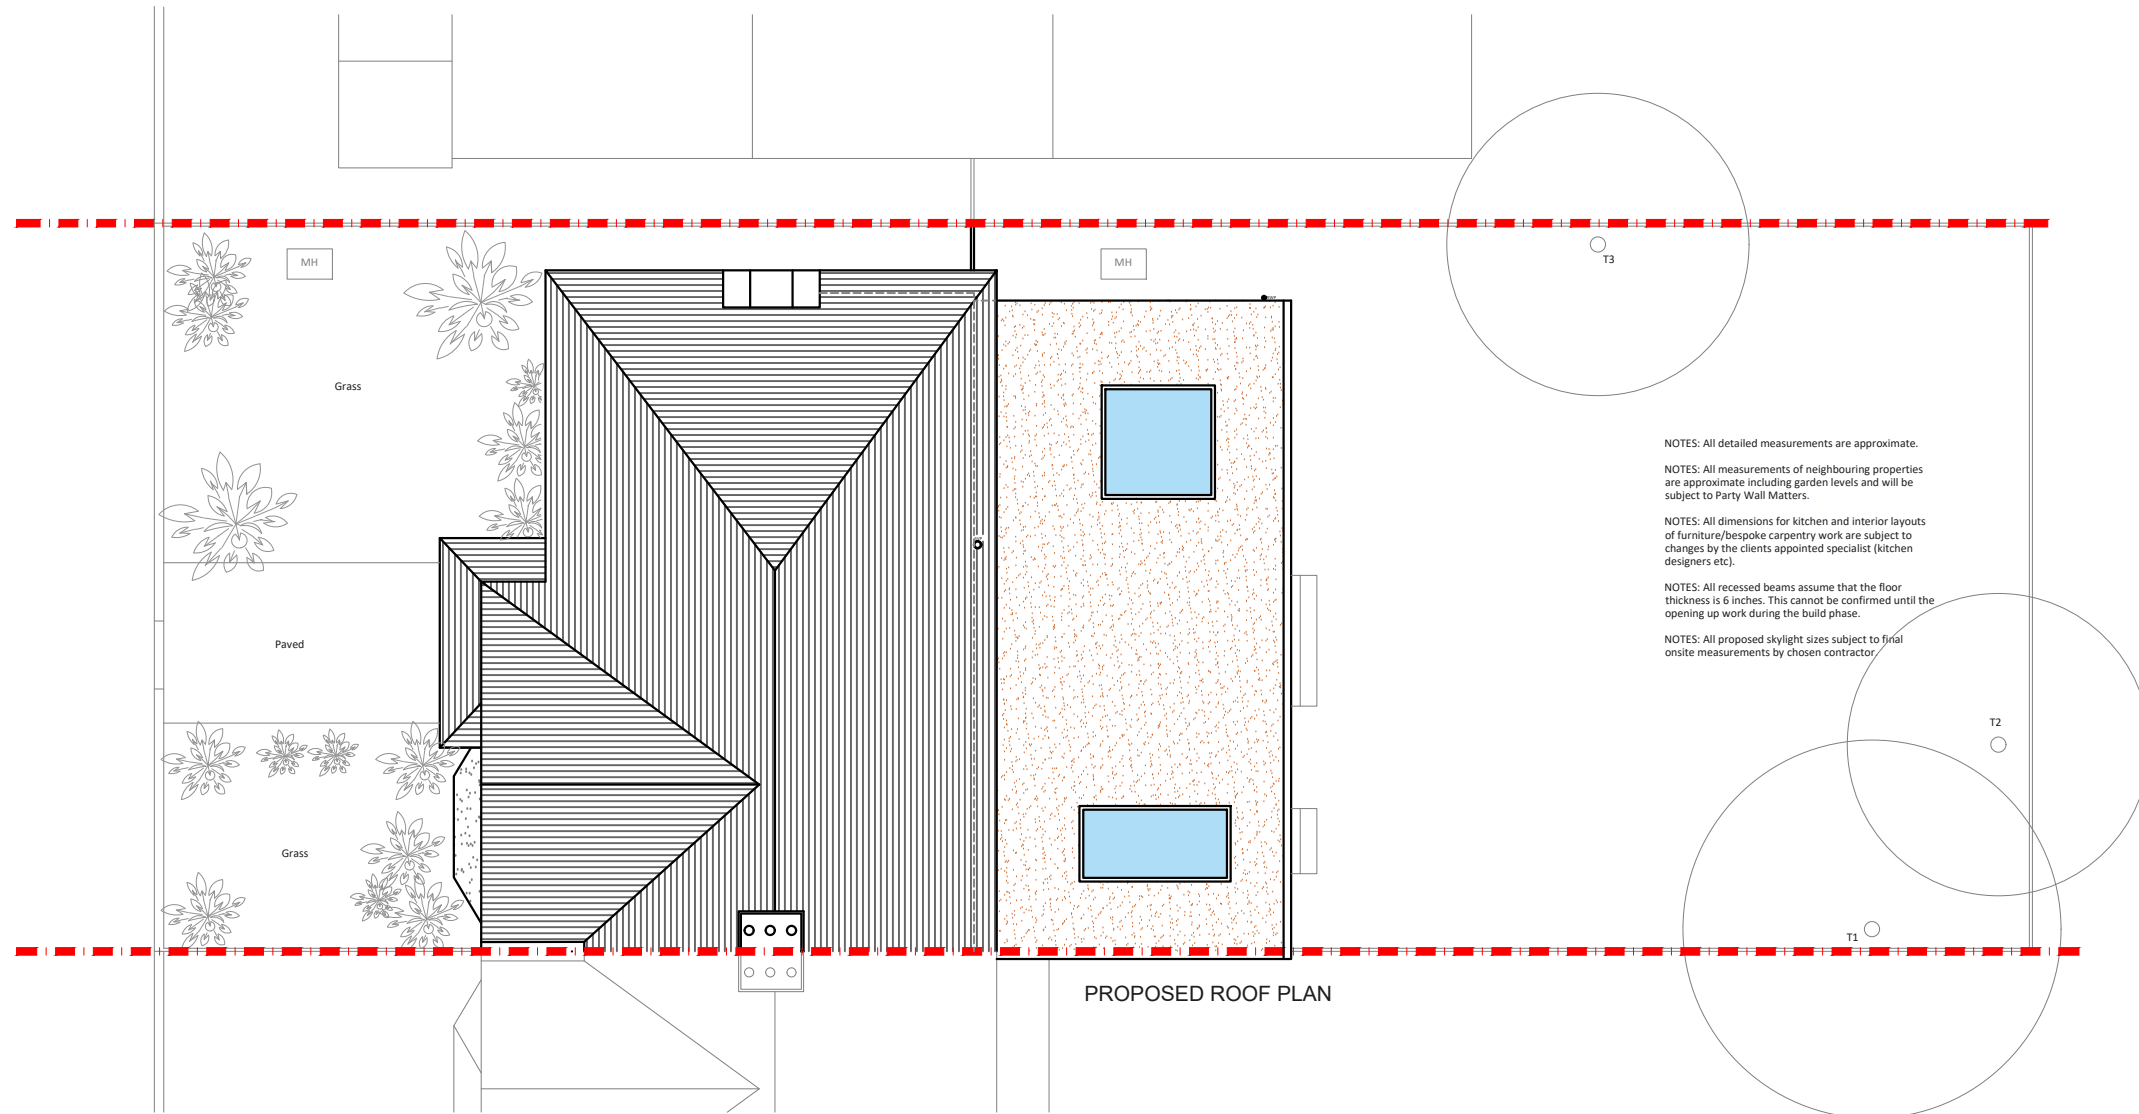 MH
MH
T3
Grass
NOTES: All detailed measurements are approximate.
NOTES: All measurements of neighbouring properties
are approximate including garden levels and will be
subject to Party Wall Matters.
NOTES: All dimensions for kitchen and interior layouts
of furniture/bespoke carpentry work are subject to
changes by the clients appointed specialist (kitchen
designers etc).
NOTES: All recessed beams assume that the floor
thickness is 6 inches. This cannot be confirmed until the
opening up work during the build phase.
NOTES: All proposed skylight sizes subject to final
onsite measurements by chosen contractor.
Paved
T2
Grass
T1
PROPOSED ROOF PLAN